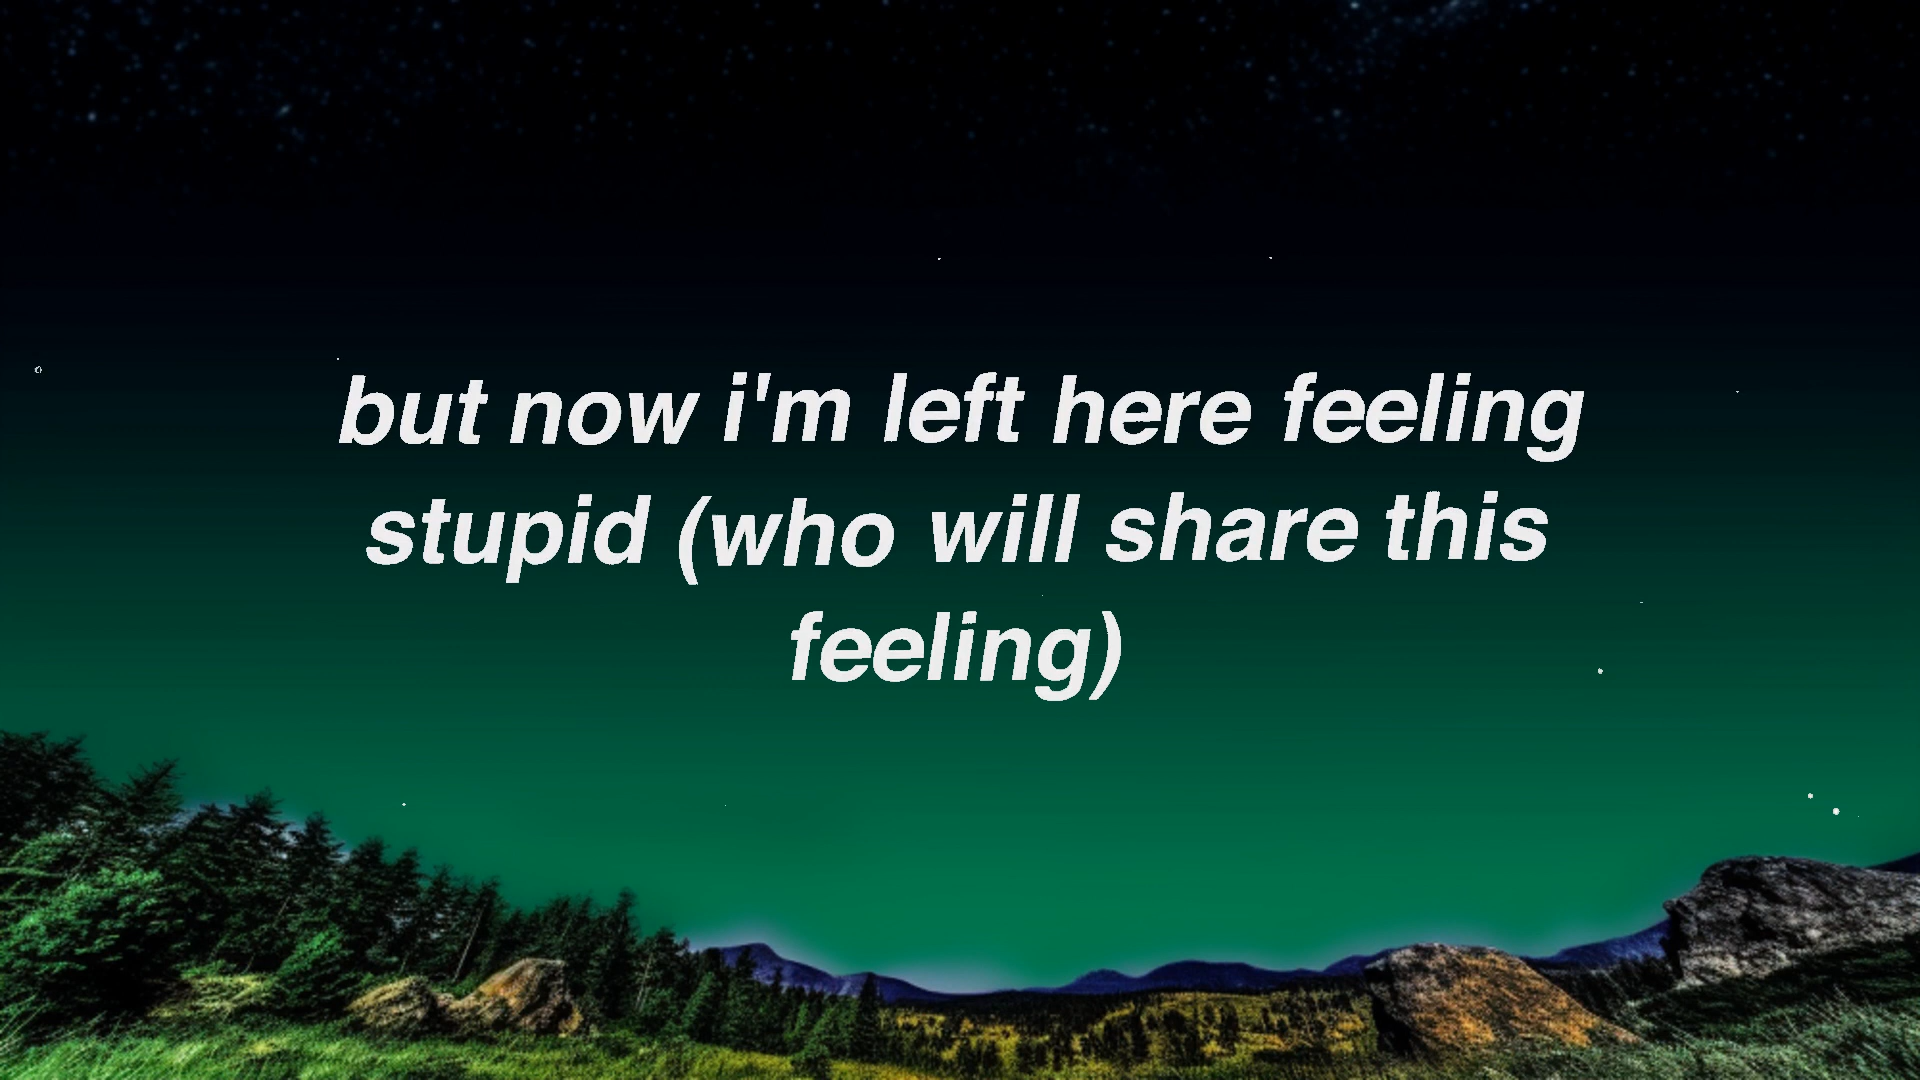 but now i'm left here feeling
stupid (who will share this
feeling)